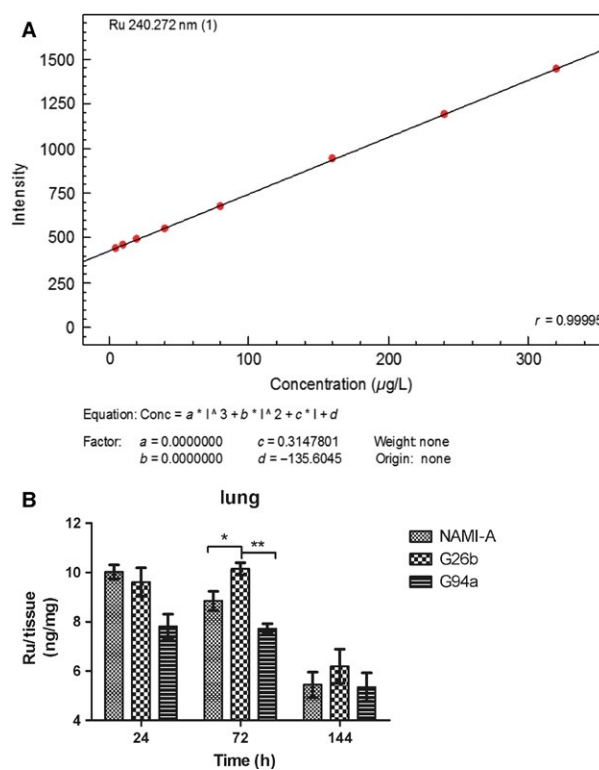 A
Ru 240.272 nm (1)
1500
1250
1000
750
500
250
0
Intensity
r = 0.99995
0 100 200 300
Concentration (µg/L)
Equation: Conc = a * I ^ 3 + b * I ^ 2 + c * I + d
Factor: a = 0.0000000 c = 0.3147801 Weight: none
b = 0.0000000 d = −135.6045 Origin: none
B
lung
12
10
8
6
4
Ru/tissue
(ng/mg)
* **
NAMI-A
G26b
G94a
24 72 144
Time (h)